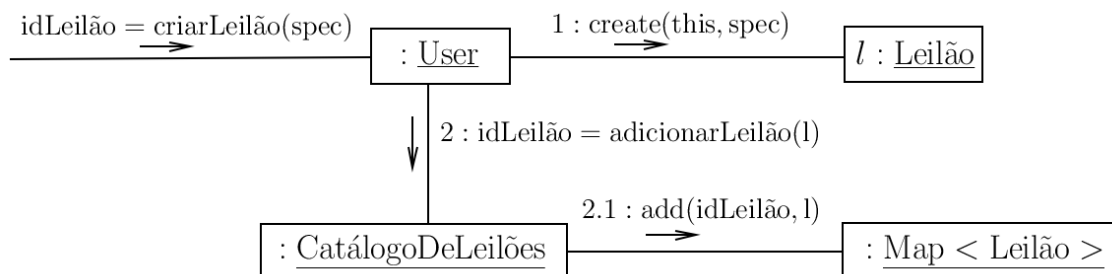 idLeilão = criarLeilão(spec)
1 : create(this, spec)
: User
l : Leilão
2 : idLeilão = adicionarLeilão(l)
2.1 : add(idLeilão, l)
: CatálogoDeLeilões
: Map < Leilão >